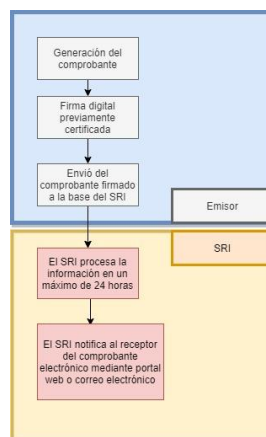 Generación del
comprobante
Firma digital
previamente
certificada
Envió del
comprobante firmado
a la base del SRI
Emisor
SRI
El SRI procesa la
información en un
máximo de 24 horas
El SRI notifica al receptor
del comprobante
electrónico mediante portal
web o correo electrónico